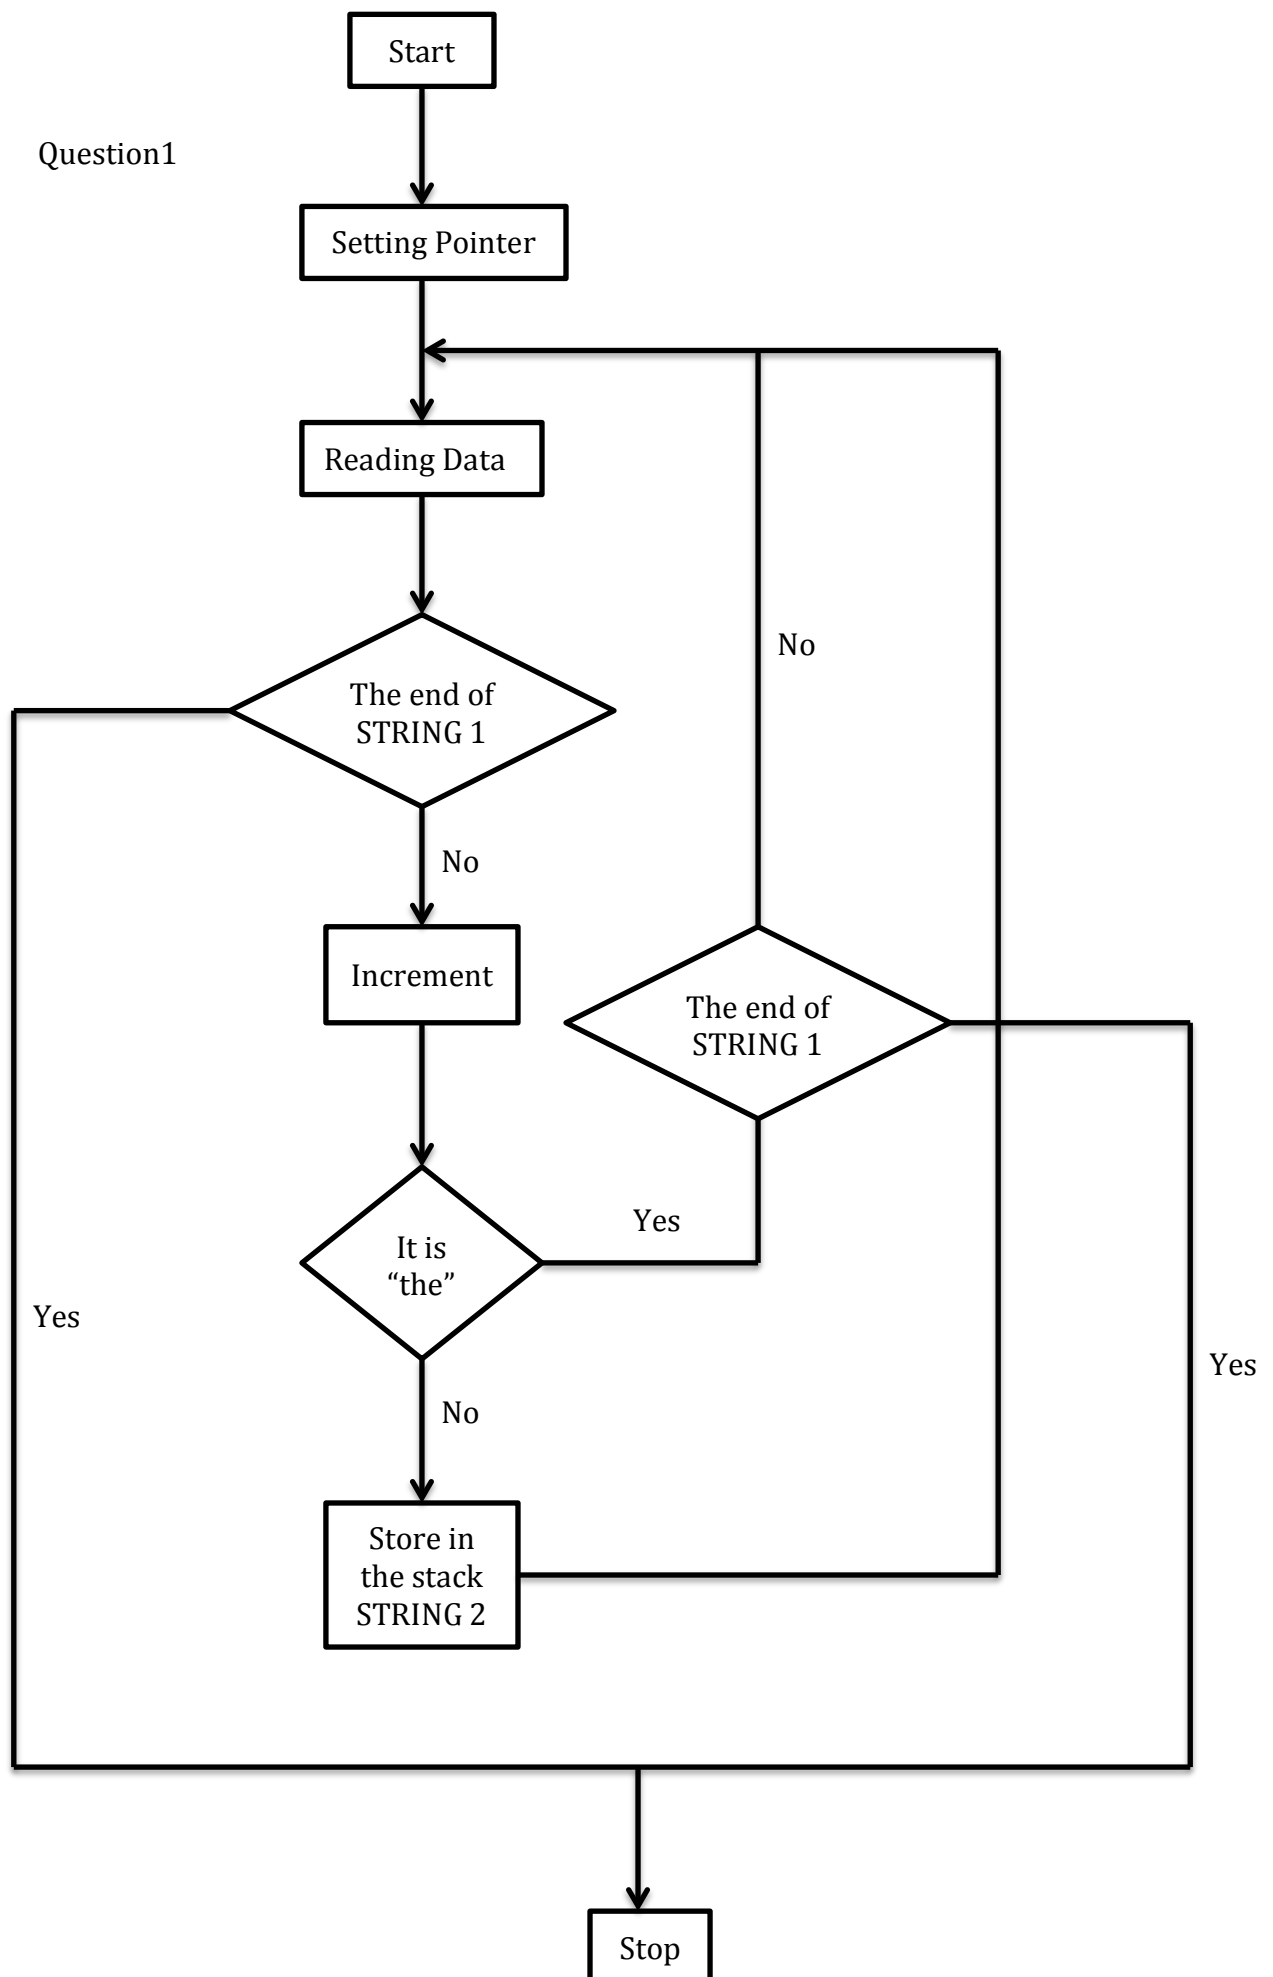 Start
Question1
Setting Pointer
Reading Data
No
The end of
STRING 1
No
Increment
The end of
STRING 1
Yes
It is
“the”
Yes
Yes
No
Store in
the stack
STRING 2
Stop